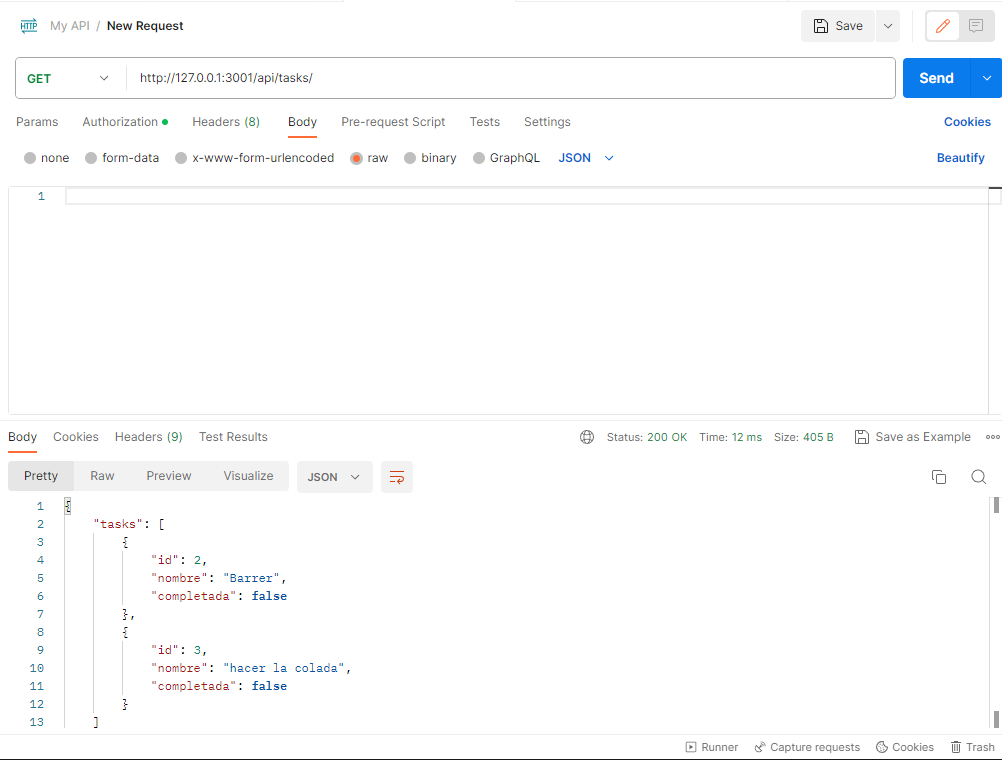 HTTP My API / New Request Save
GET http://127.0.0.1:3001/api/tasks/ Send
Params Authorization Headers (8) Body Pre-request Script Tests Settings Cookies
none form-data x-www-form-urlencoded raw binary GraphQL JSON Beautify
1
Body Cookies Headers (9) Test Results Status: 200 OK Time: 12 ms Size: 405 B Save as Example
Pretty Raw Preview Visualize JSON
1 {
2 "tasks": [
3 {
4 "id": 2,
5 "nombre": "Barrer",
6 "completada": false
7 },
8 {
9 "id": 3,
10 "nombre": "hacer la colada",
11 "completada": false
12 }
13 ]
Runner Capture requests Cookies Trash